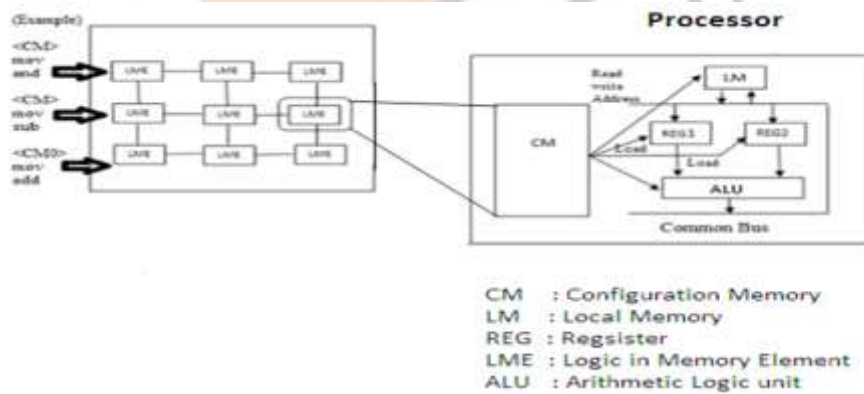 (Example)
<CM>
mov
and
<CM>
mov
sub
<CM0>
mov
add
LME
LME
LME
LME
LME
LME
LME
LME
LME
Processor
CM
Read
write
Address
LM
REG1
REG2
Load
Load
ALU
Common Bus
CM : Configuration Memory
LM : Local Memory
REG : Regsister
LME : Logic in Memory Element
ALU : Arithmetic Logic unit